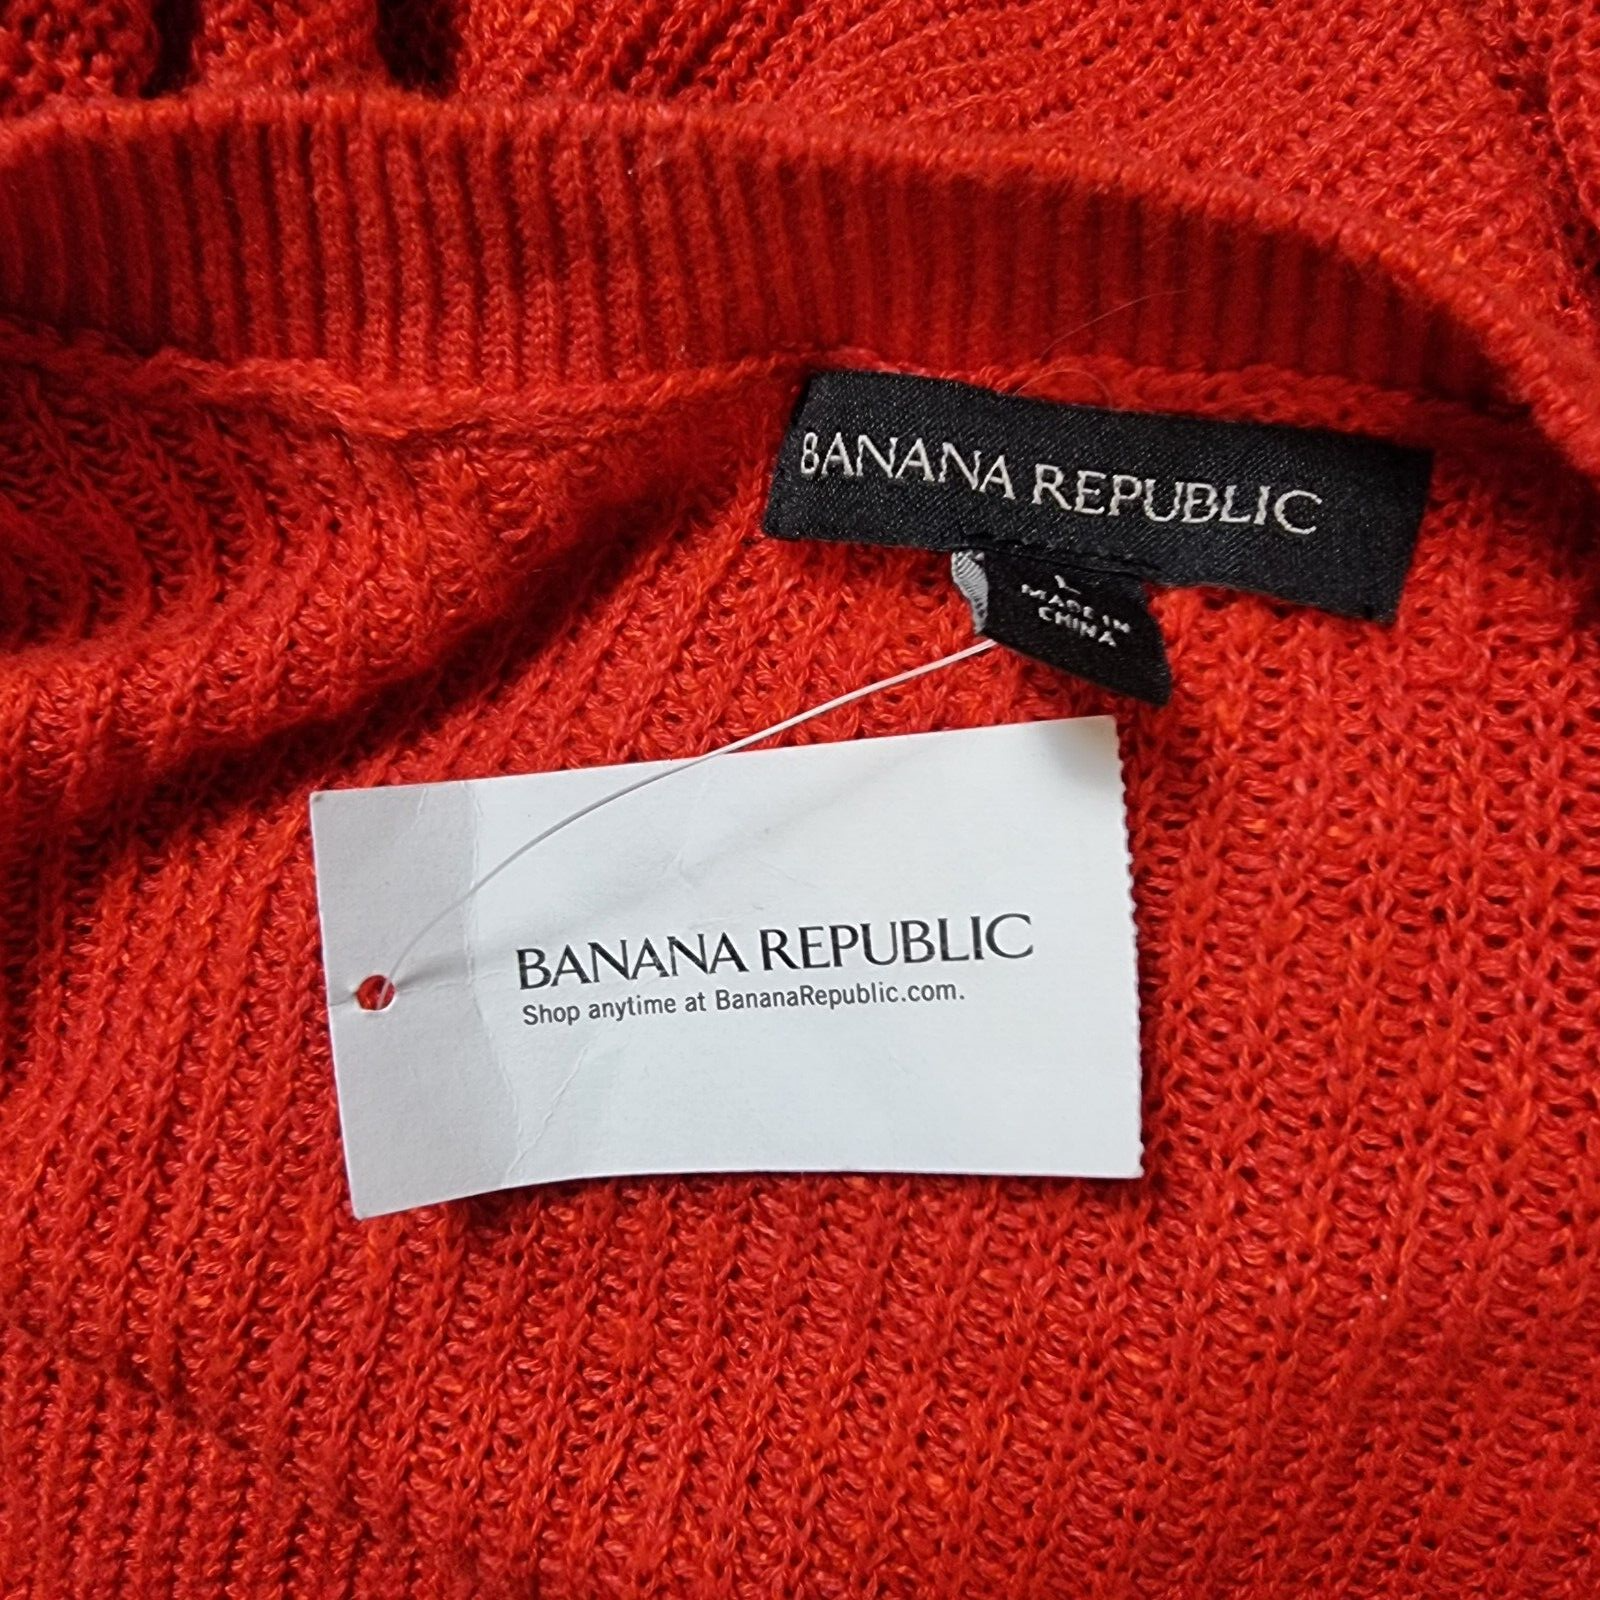 BANANA REPUBLIC
L
MADE IN
CHINA
BANANA REPUBLIC
Shop anytime at BananaRepublic.com.